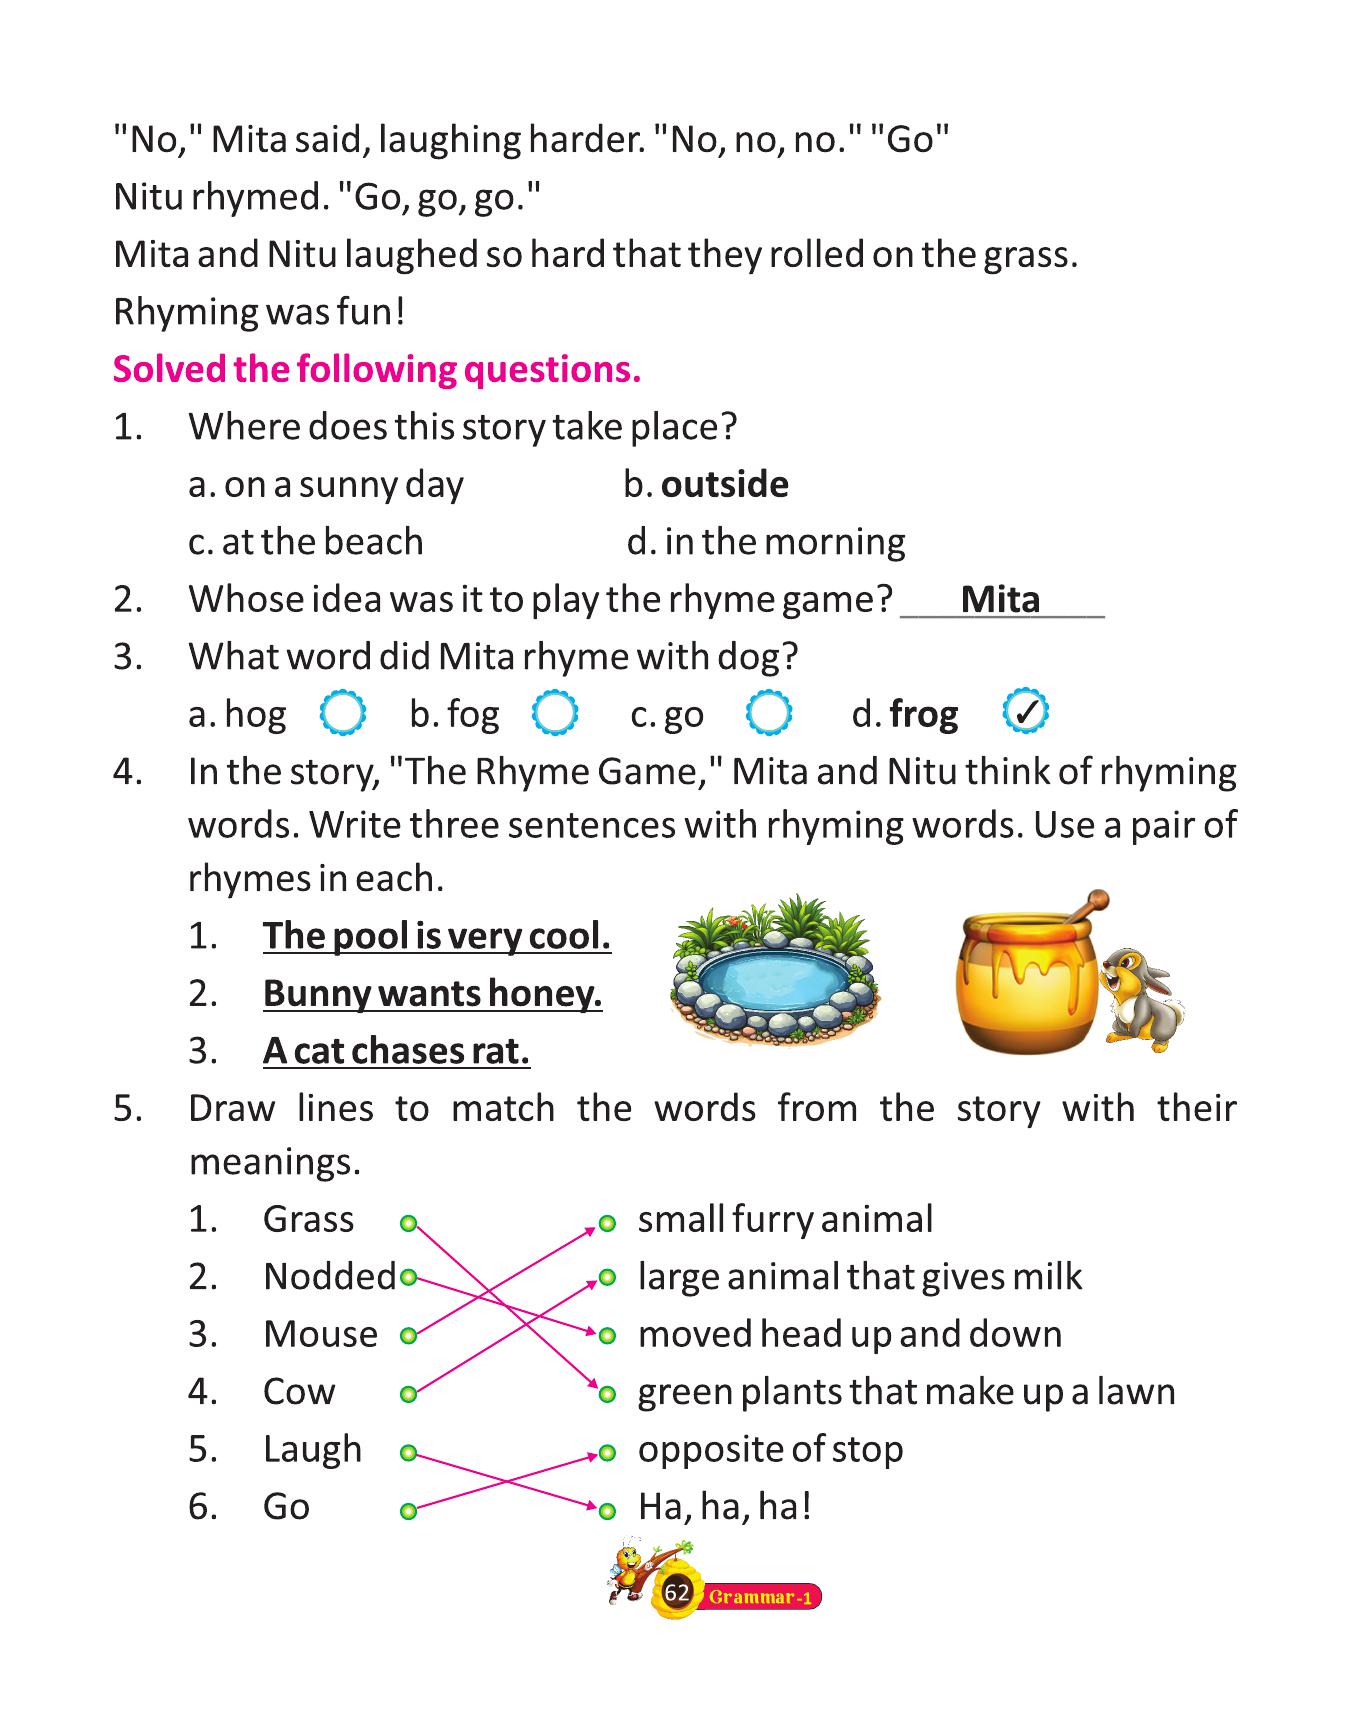 "No," Mita said, laughing harder. "No, no, no." "Go"
Nitu rhymed. "Go, go, go."
Mita and Nitu laughed so hard that they rolled on the grass.
Rhyming was fun!
Solved the following questions.
1. Where does this story take place?
a. on a sunny day b. outside
c. at the beach d. in the morning
2. Whose idea was it to play the rhyme game? Mita
3. What word did Mita rhyme with dog?
a. hog b. fog c. go d. frog ✓
4. In the story, "The Rhyme Game," Mita and Nitu think of rhyming
words. Write three sentences with rhyming words. Use a pair of
rhymes in each.
1. The pool is very cool.
2. Bunny wants honey.
3. A cat chases rat.
5. Draw lines to match the words from the story with their
meanings.
1. Grass small furry animal
2. Nodded large animal that gives milk
3. Mouse moved head up and down
4. Cow green plants that make up a lawn
5. Laugh opposite of stop
6. Go Ha, ha, ha!
62 Grammar-1